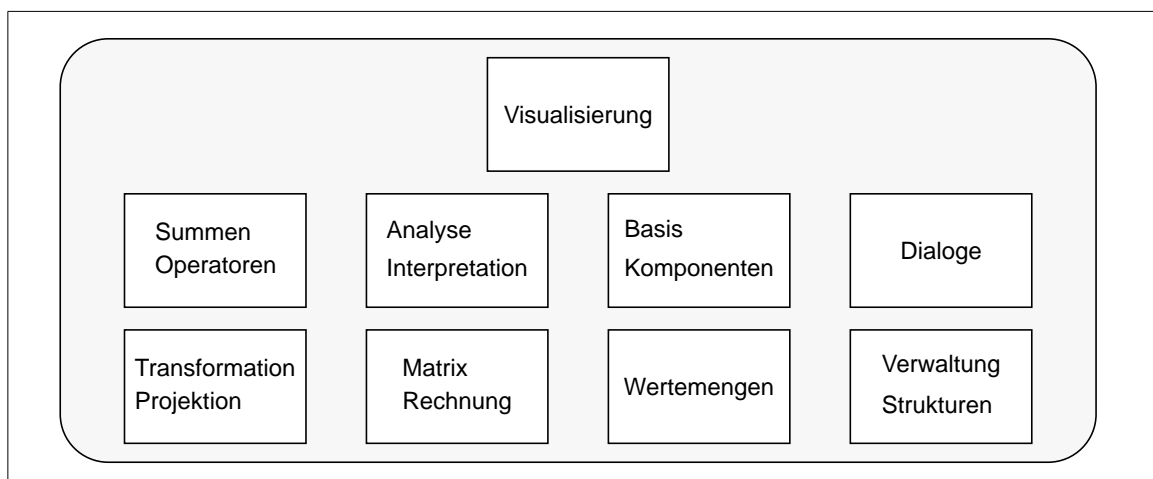 Visualisierung
Summen
Operatoren
Analyse
Interpretation
Basis
Komponenten
Dialoge
Transformation
Projektion
Matrix
Rechnung
Wertemengen
Verwaltung
Strukturen